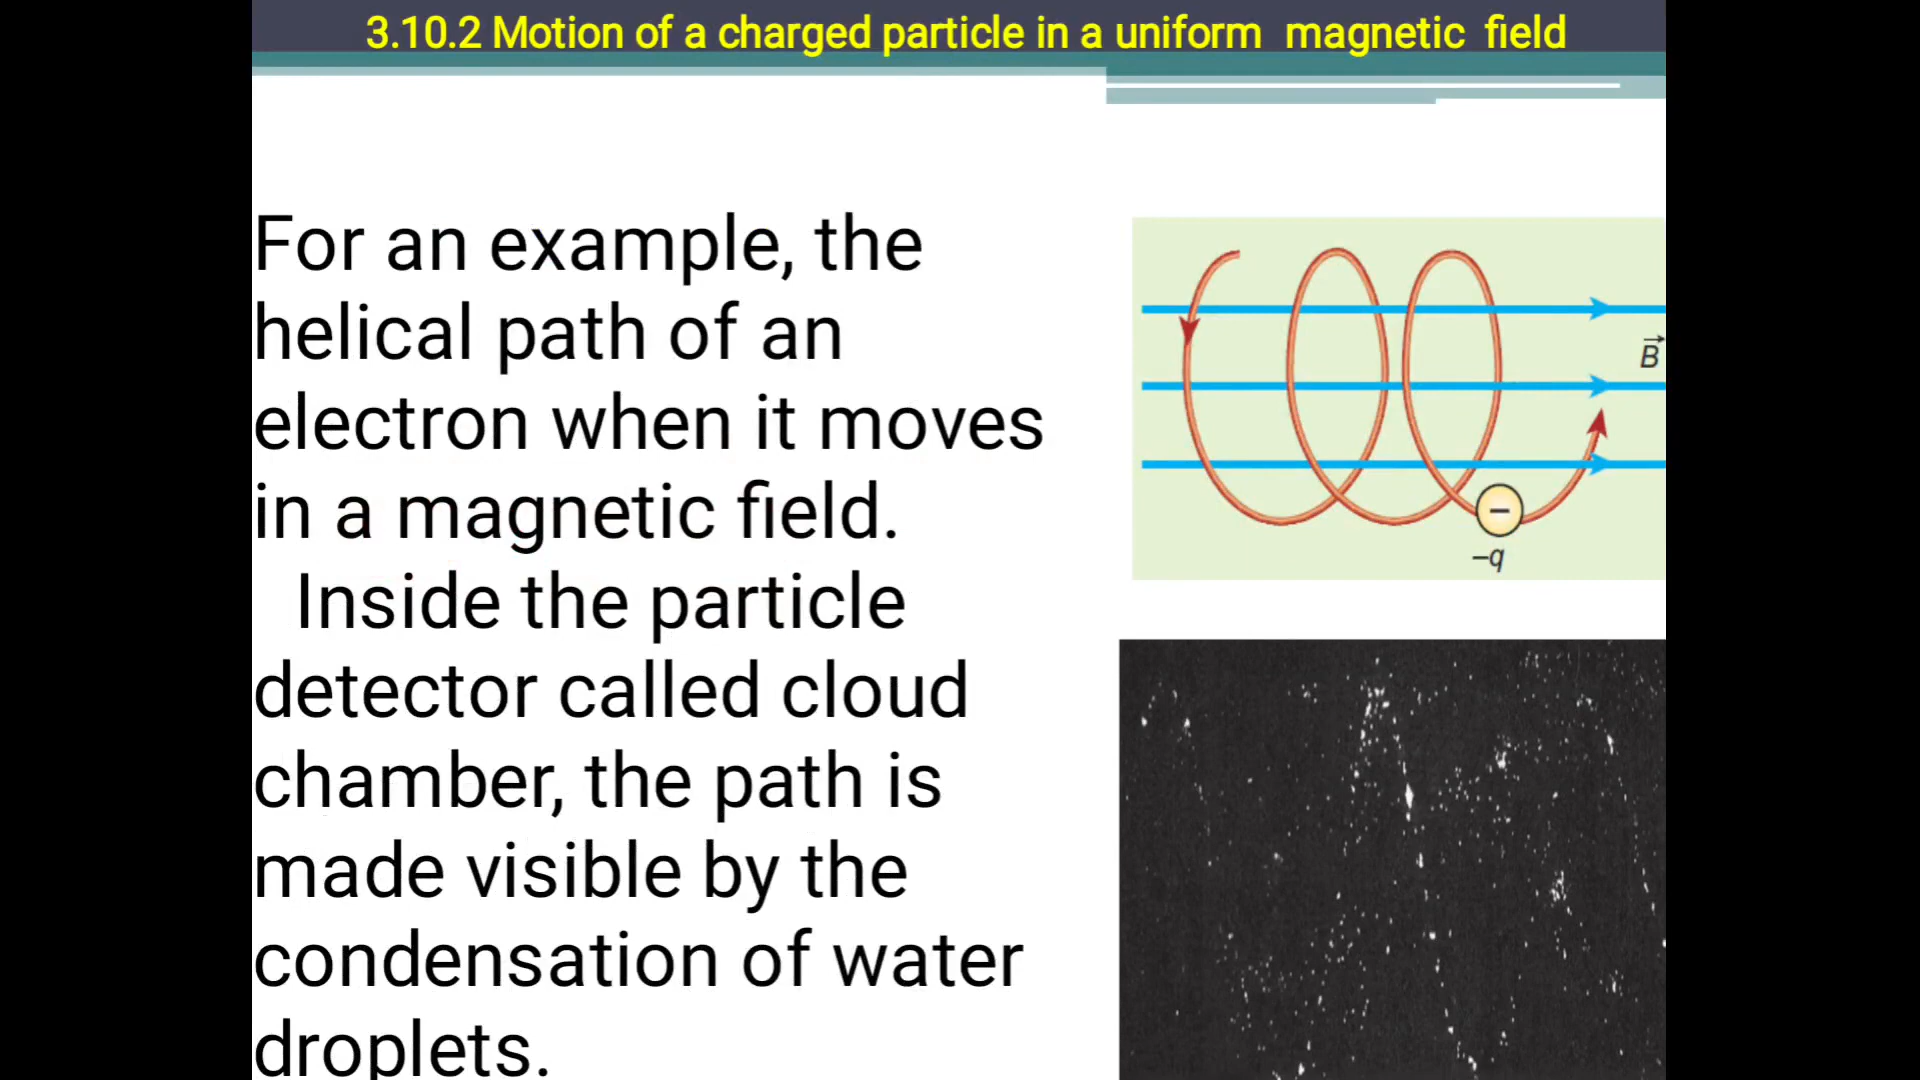 3.10.2 Motion of a charged particle in a uniform magnetic field
For an example, the
helical path of an
electron when it moves
in a magnetic field.
Inside the particle
detector called cloud
chamber, the path is
made visible by the
condensation of water
droplets.
B
–
–q